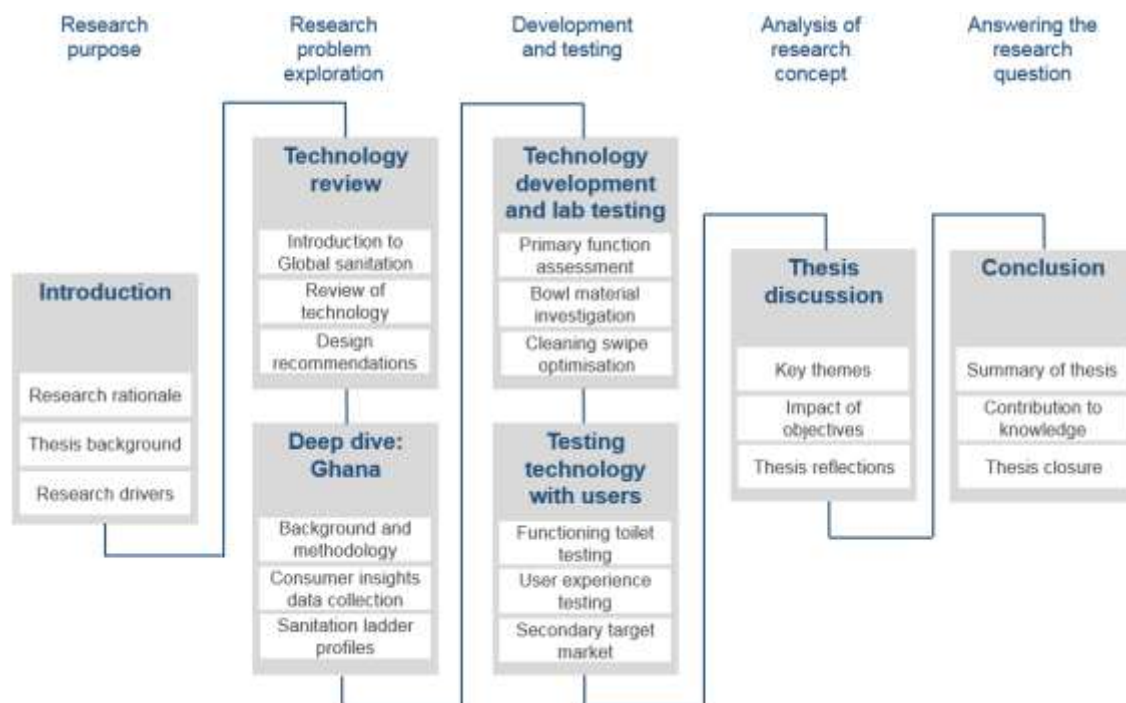 Research
purpose
Research
problem
exploration
Development
and testing
Analysis of
research
concept
Answering the
research
question
Introduction
Research rationale
Thesis background
Research drivers
Technology
review
Introduction to
Global sanitation
Review of
technology
Design
recommendations
Deep dive:
Ghana
Background and
methodology
Consumer insights
data collection
Sanitation ladder
profiles
Technology
development
and lab testing
Primary function
assessment
Bowl material
investigation
Cleaning swipe
optimisation
Testing
technology
with users
Functioning toilet
testing
User experience
testing
Secondary target
market
Thesis
discussion
Key themes
Impact of
objectives
Thesis reflections
Conclusion
Summary of thesis
Contribution to
knowledge
Thesis closure